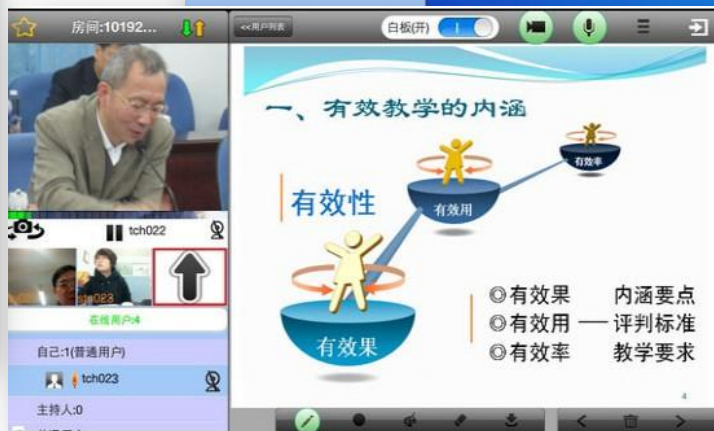 房间:10192...
<<用户列表
白板(开)
tch022
023
在线用户:4
自己:1(普通用户)
tch023
主持人:0
一、有效教学的内涵
有效性
有效率
有效用
有效果
◎有效果 内涵要点
◎有效用 — 评判标准
◎有效率 教学要求
4